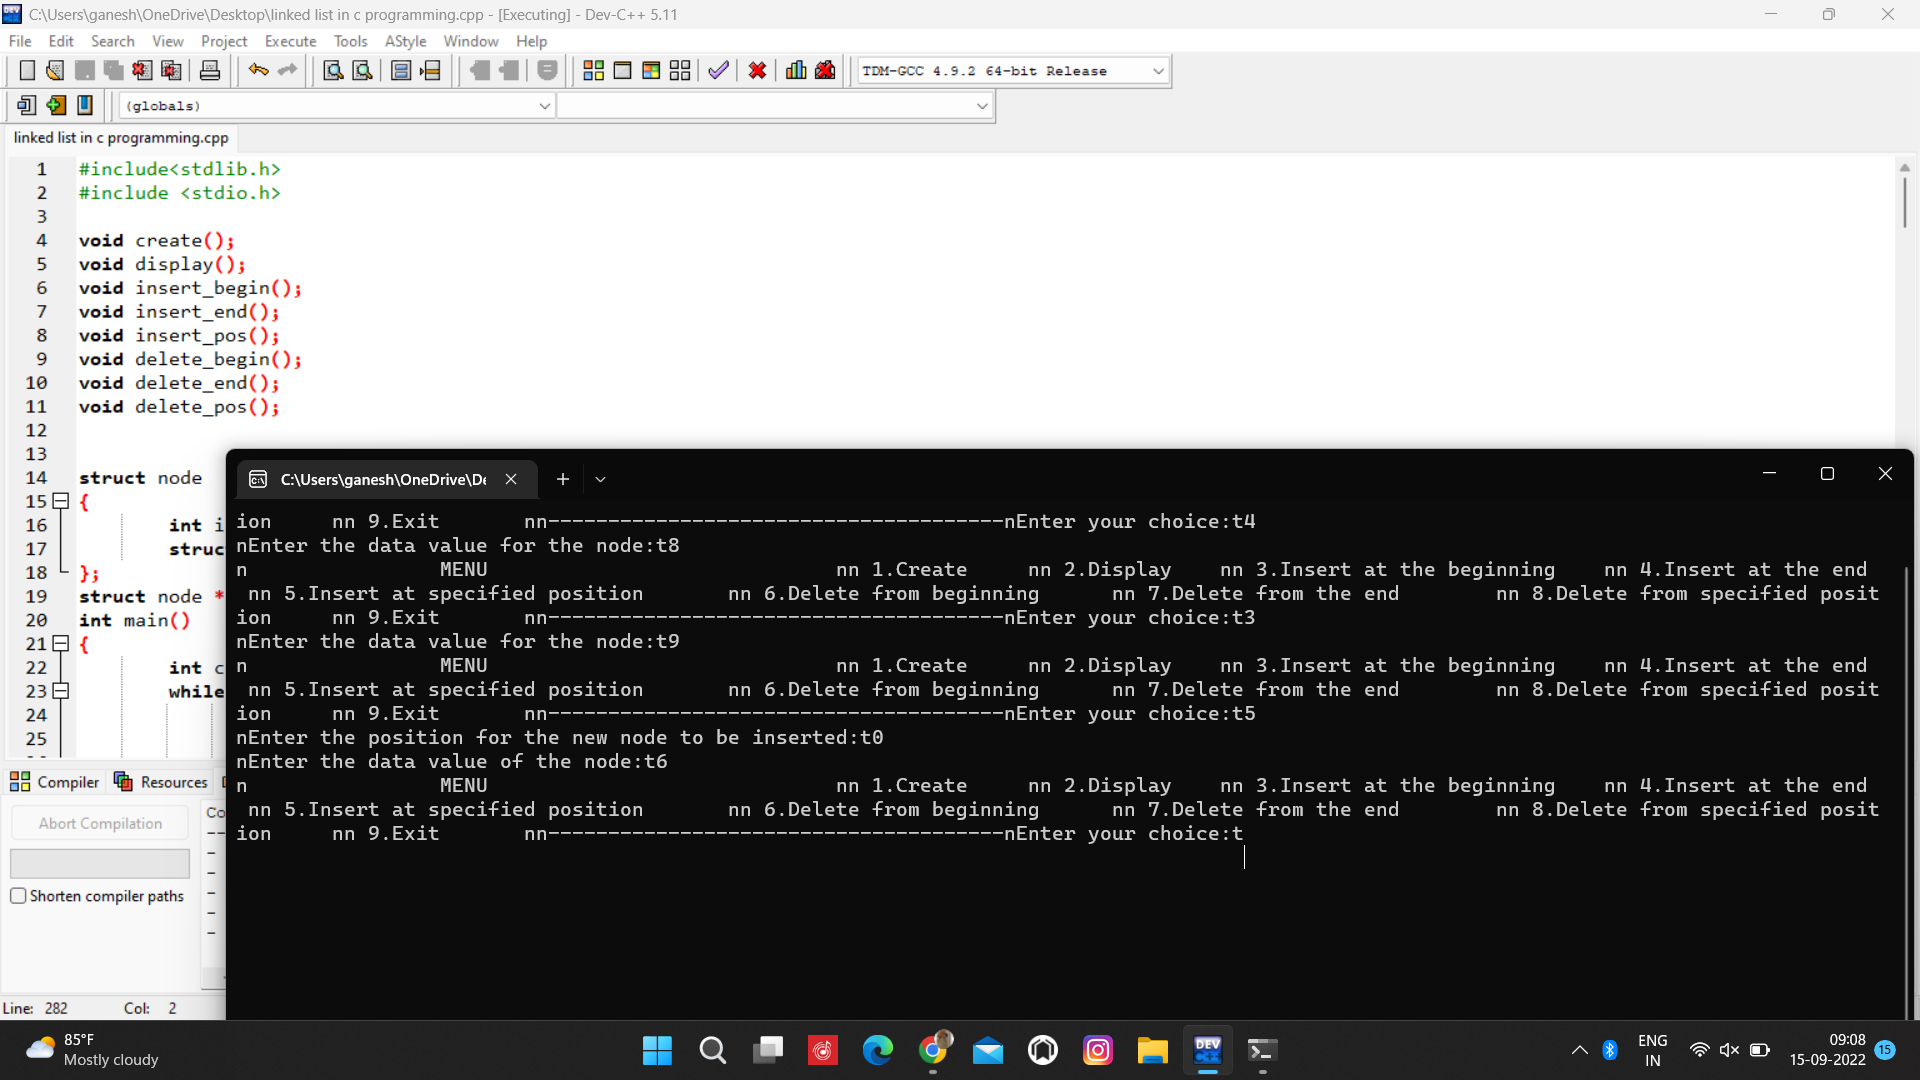 C:\Users\ganesh\OneDrive\Desktop\linked list in c programming.cpp - [Executing] - Dev-C++ 5.11
File Edit Search View Project Execute Tools AStyle Window Help
TDM-GCC 4.9.2 64-bit Release
(globals)
linked list in c programming.cpp
1 #include<stdlib.h>
2 #include <stdio.h>
3
4 void create();
5 void display();
6 void insert_begin();
7 void insert_end();
8 void insert_pos();
9 void delete_begin();
10 void delete_end();
11 void delete_pos();
12
13
14 struct node
15 {
16 int i
17 struc
18 };
19 struct node *
20 int main()
21 {
22 int c
23 while
24
25
C:\Users\ganesh\OneDrive\De
ion nn 9.Exit nn--------------------------------------nEnter your choice:t4
nEnter the data value for the node:t8
n MENU nn 1.Create nn 2.Display nn 3.Insert at the beginning nn 4.Insert at the end
nn 5.Insert at specified position nn 6.Delete from beginning nn 7.Delete from the end nn 8.Delete from specified posit
ion nn 9.Exit nn--------------------------------------nEnter your choice:t3
nEnter the data value for the node:t9
n MENU nn 1.Create nn 2.Display nn 3.Insert at the beginning nn 4.Insert at the end
nn 5.Insert at specified position nn 6.Delete from beginning nn 7.Delete from the end nn 8.Delete from specified posit
ion nn 9.Exit nn--------------------------------------nEnter your choice:t5
nEnter the position for the new node to be inserted:t0
nEnter the data value of the node:t6
n MENU nn 1.Create nn 2.Display nn 3.Insert at the beginning nn 4.Insert at the end
nn 5.Insert at specified position nn 6.Delete from beginning nn 7.Delete from the end nn 8.Delete from specified posit
ion nn 9.Exit nn--------------------------------------nEnter your choice:t
Compiler Resources
Abort Compilation
Co
Shorten compiler paths
Line: 282 Col: 2
85°F
Mostly cloudy
DEV
C++
ENG
IN
09:08
15-09-2022
15